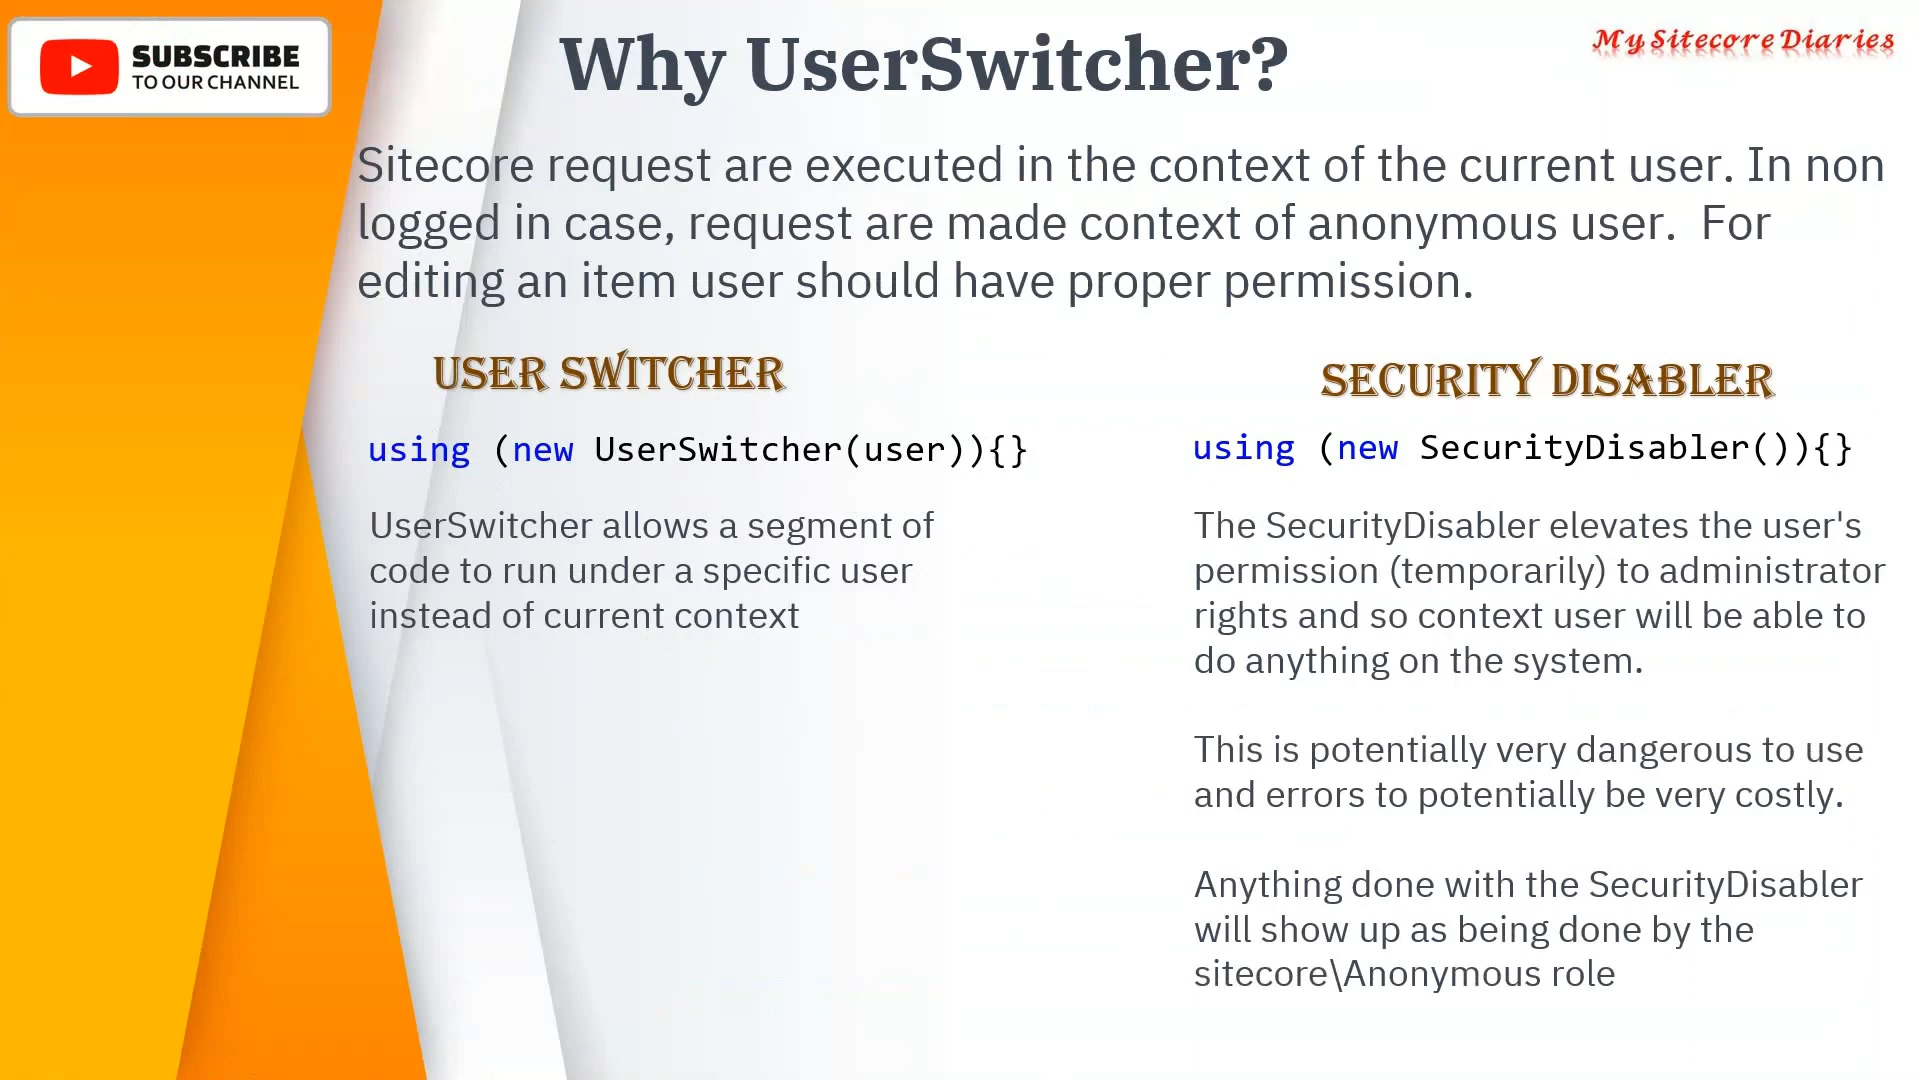 SUBSCRIBE
TO OUR CHANNEL
Why UserSwitcher?
My Sitecore Diaries
Sitecore request are executed in the context of the current user. In non
logged in case, request are made context of anonymous user.  For
editing an item user should have proper permission.
USER SWITCHER
using (new UserSwitcher(user)){}
UserSwitcher allows a segment of
code to run under a specific user
instead of current context
SECURITY DISABLER
using (new SecurityDisabler()){}
The SecurityDisabler elevates the user's
permission (temporarily) to administrator
rights and so context user will be able to
do anything on the system.
This is potentially very dangerous to use
and errors to potentially be very costly.
Anything done with the SecurityDisabler
will show up as being done by the
sitecore\Anonymous role